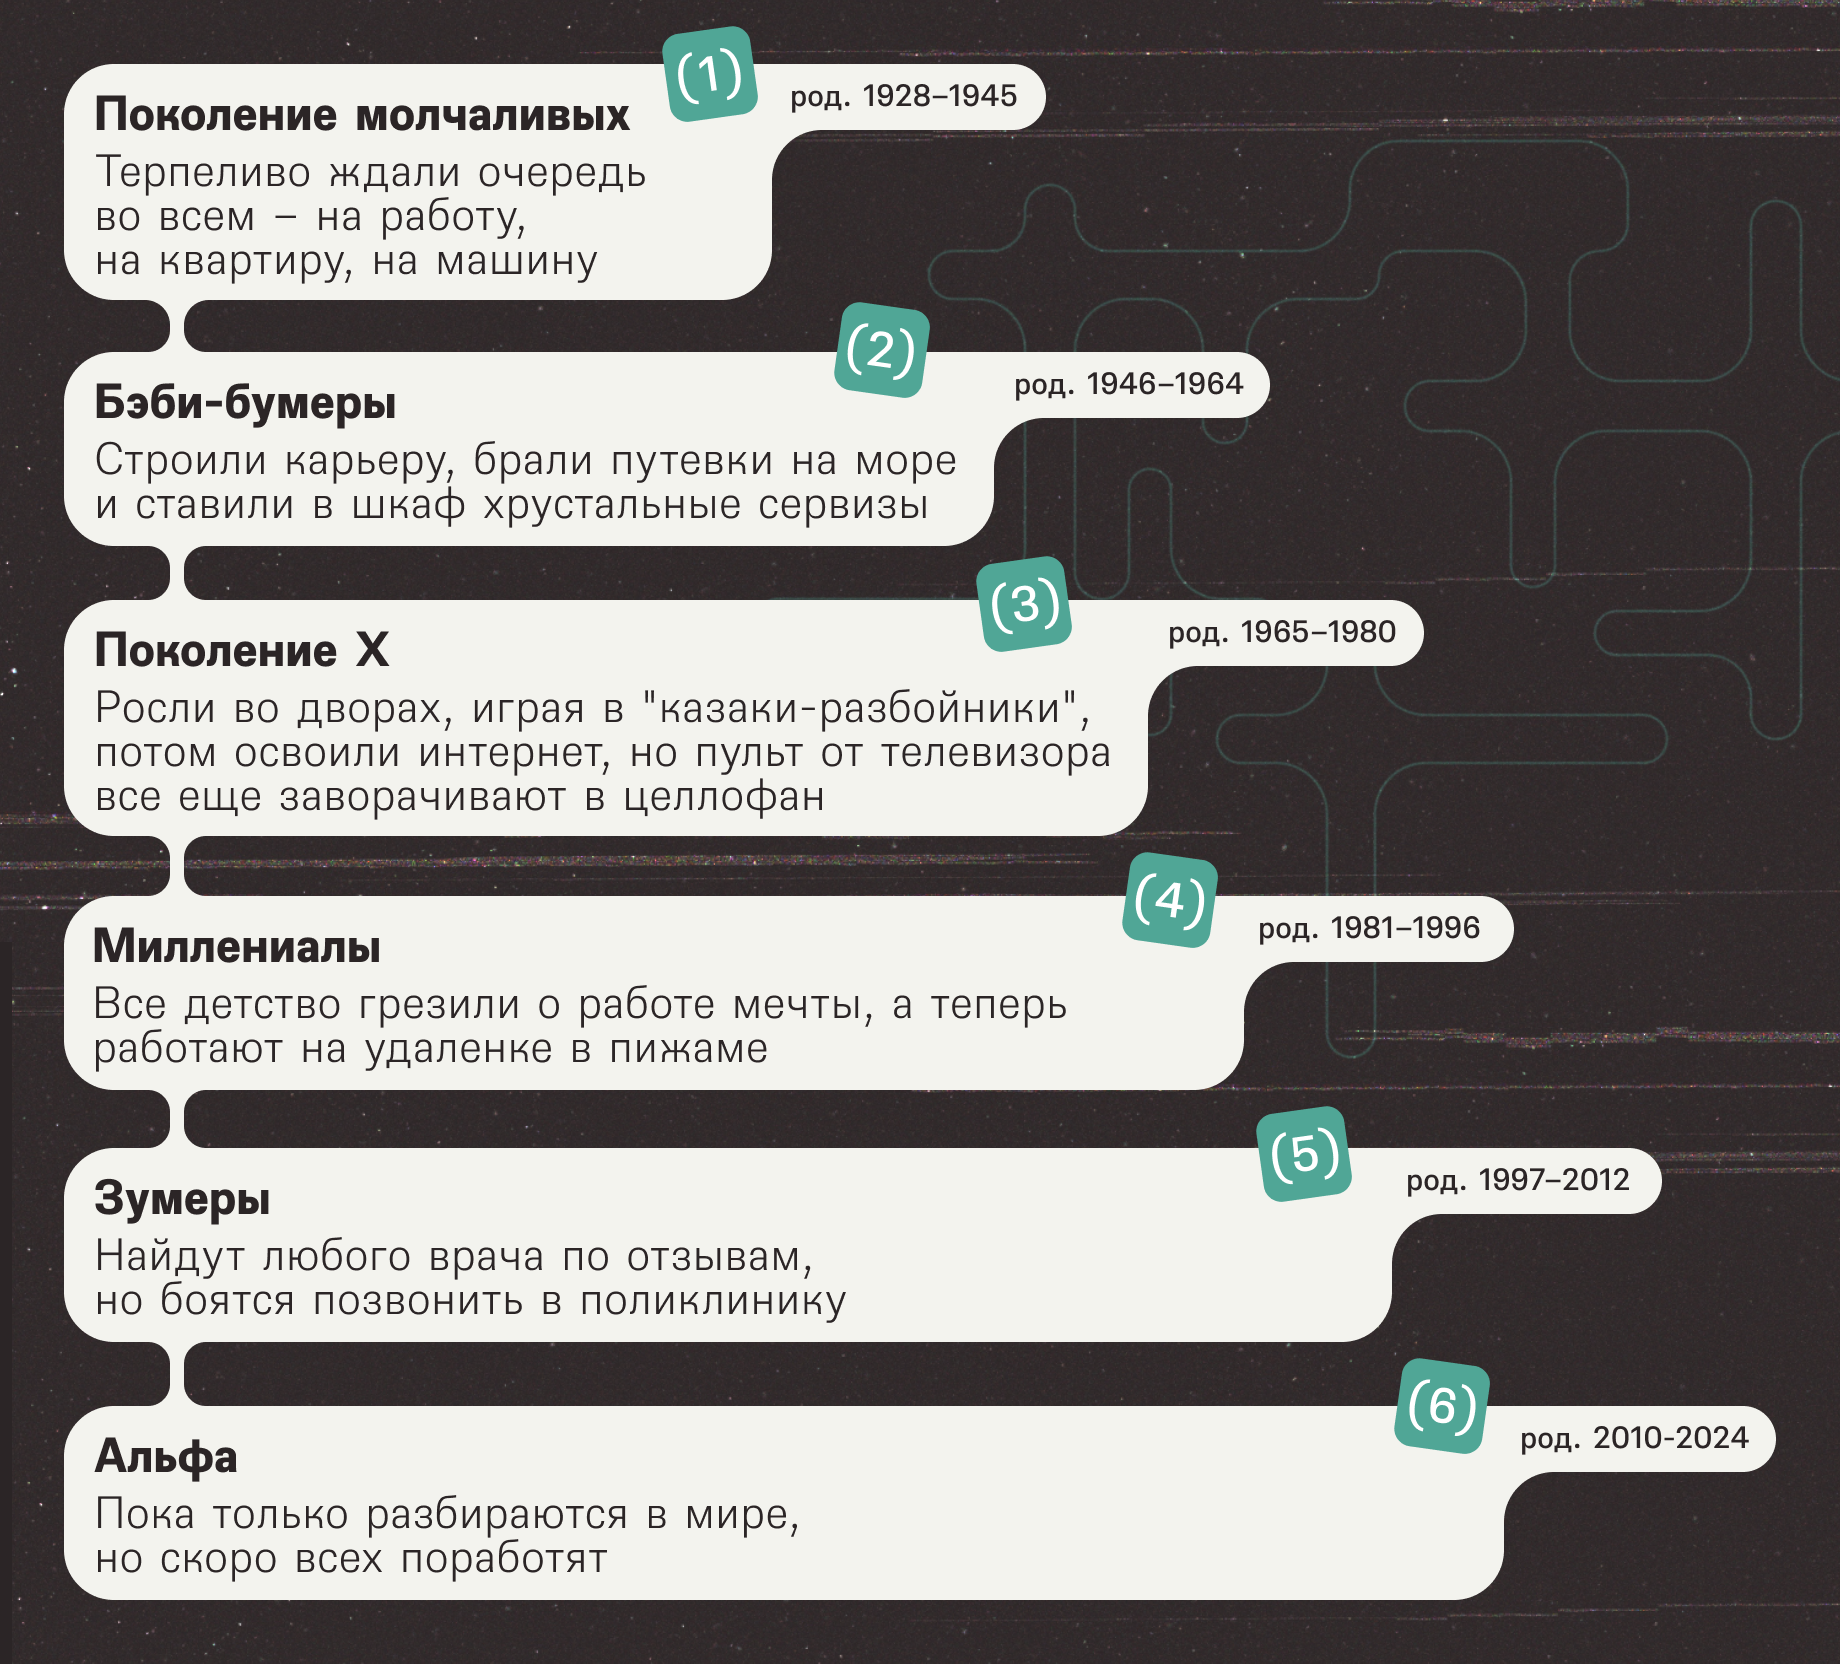 (1)
Поколение молчаливых
род. 1928–1945
Терпеливо ждали очередь
во всем – на работу,
на квартиру, на машину
(2)
Бэби-бумеры
род. 1946–1964
Строили карьеру, брали путевки на море
и ставили в шкаф хрустальные сервизы
(3)
Поколение X
род. 1965–1980
Росли во дворах, играя в "казаки-разбойники",
потом освоили интернет, но пульт от телевизора
все еще заворачивают в целлофан
(4)
Миллениалы
род. 1981–1996
Все детство грезили о работе мечты, а теперь
работают на удаленке в пижаме
(5)
Зумеры
род. 1997–2012
Найдут любого врача по отзывам,
но боятся позвонить в поликлинику
(6)
Альфа
род. 2010-2024
Пока только разбираются в мире,
но скоро всех поработят